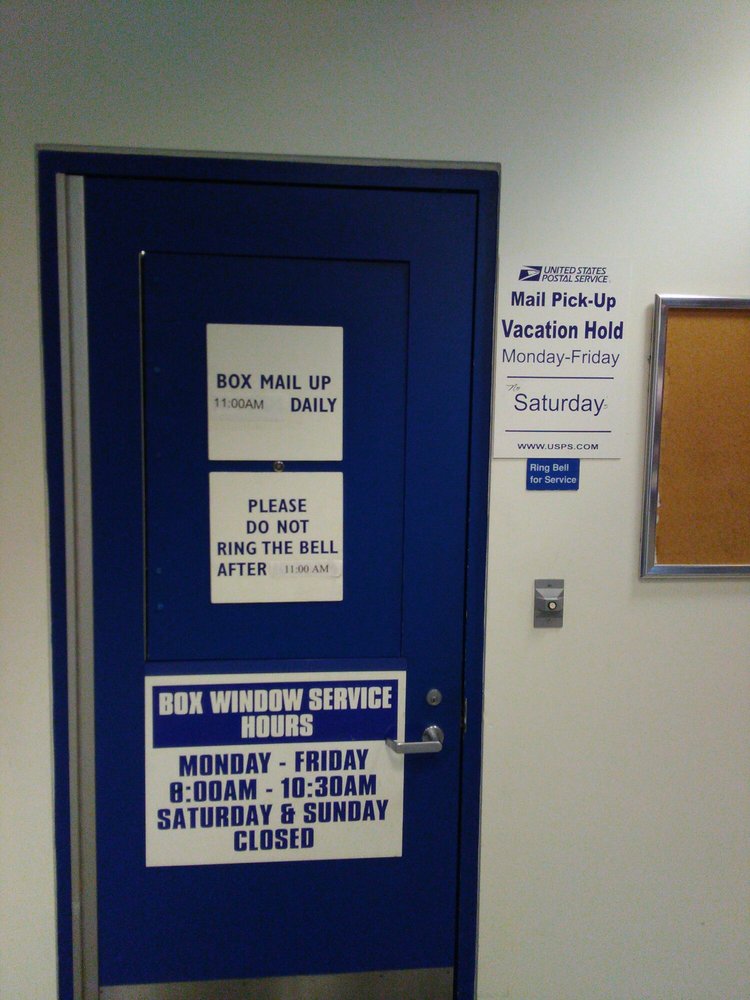 BOX MAIL UP
11:00AM DAILY
PLEASE
DO NOT
RING THE BELL
AFTER 11:00 AM
BOX WINDOW SERVICE
HOURS
MONDAY - FRIDAY
8:00AM - 10:30AM
SATURDAY & SUNDAY
CLOSED
UNITED STATES
POSTAL SERVICE
Mail Pick-Up
Vacation Hold
Monday-Friday
No
Saturday
WWW.USPS.COM
Ring Bell
for Service